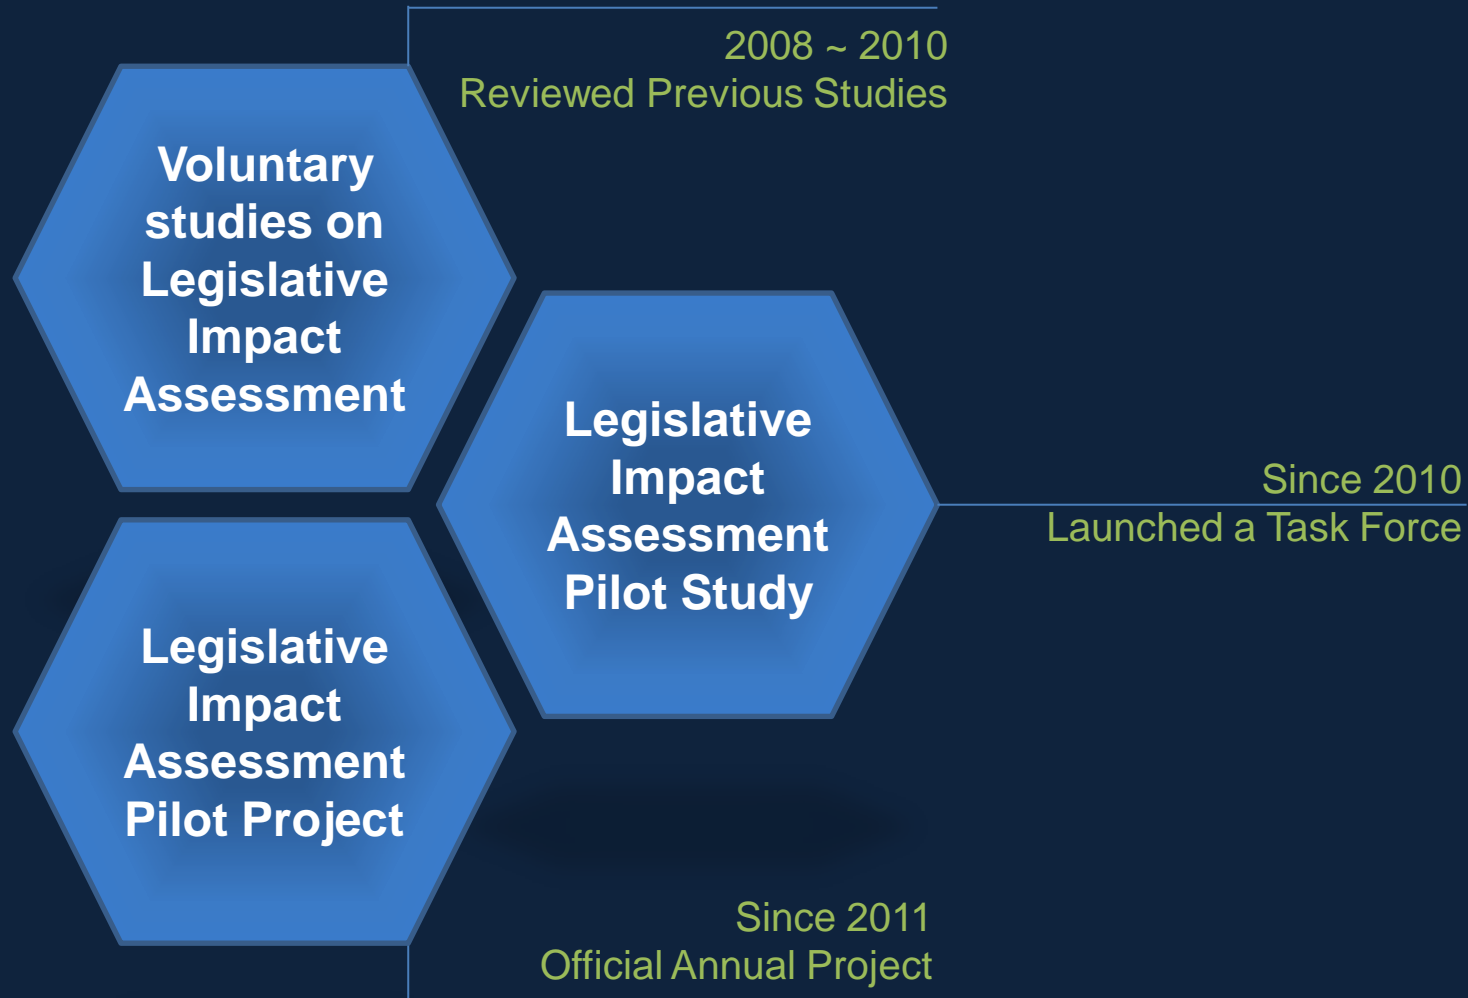 2008 ~ 2010
Reviewed Previous Studies
Voluntary
studies on
Legislative
Impact
Assessment
Legislative
Impact
Assessment
Pilot Study
Since 2010
Launched a Task Force
Legislative
Impact
Assessment
Pilot Project
Since 2011
Official Annual Project